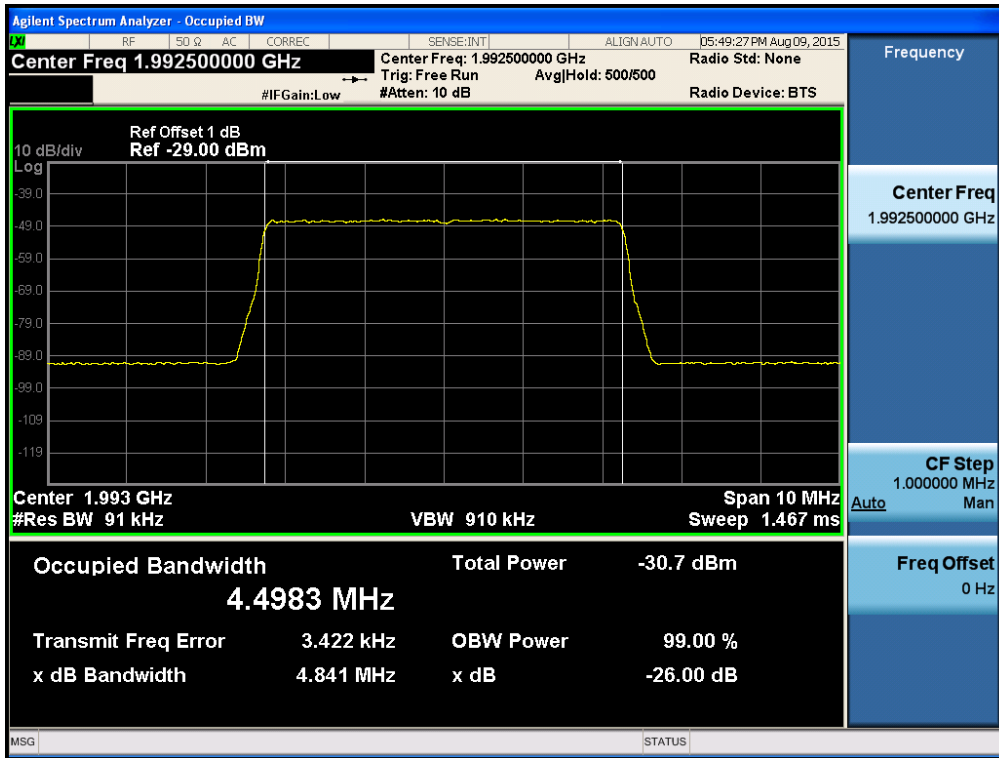 Agilent Spectrum Analyzer - Occupied BW
LXI RF 50 Ω AC CORREC SENSE:INT ALIGN AUTO 05:49:27 PM Aug 09, 2015
Center Freq 1.992500000 GHz
Center Freq: 1.992500000 GHz Radio Std: None
Trig: Free Run Avg|Hold: 500/500
#IFGain:Low #Atten: 10 dB Radio Device: BTS
Ref Offset 1 dB
10 dB/div Ref -29.00 dBm
Log
-39.0
-49.0
-59.0
-69.0
-79.0
-89.0
-99.0
-109
-119
Center 1.993 GHz Span 10 MHz
#Res BW 91 kHz VBW 910 kHz Sweep 1.467 ms
Occupied Bandwidth Total Power -30.7 dBm
4.4983 MHz
Transmit Freq Error 3.422 kHz OBW Power 99.00 %
x dB Bandwidth 4.841 MHz x dB -26.00 dB
MSG STATUS
Frequency
Center Freq
1.992500000 GHz
CF Step
1.000000 MHz
Auto Man
Freq Offset
0 Hz